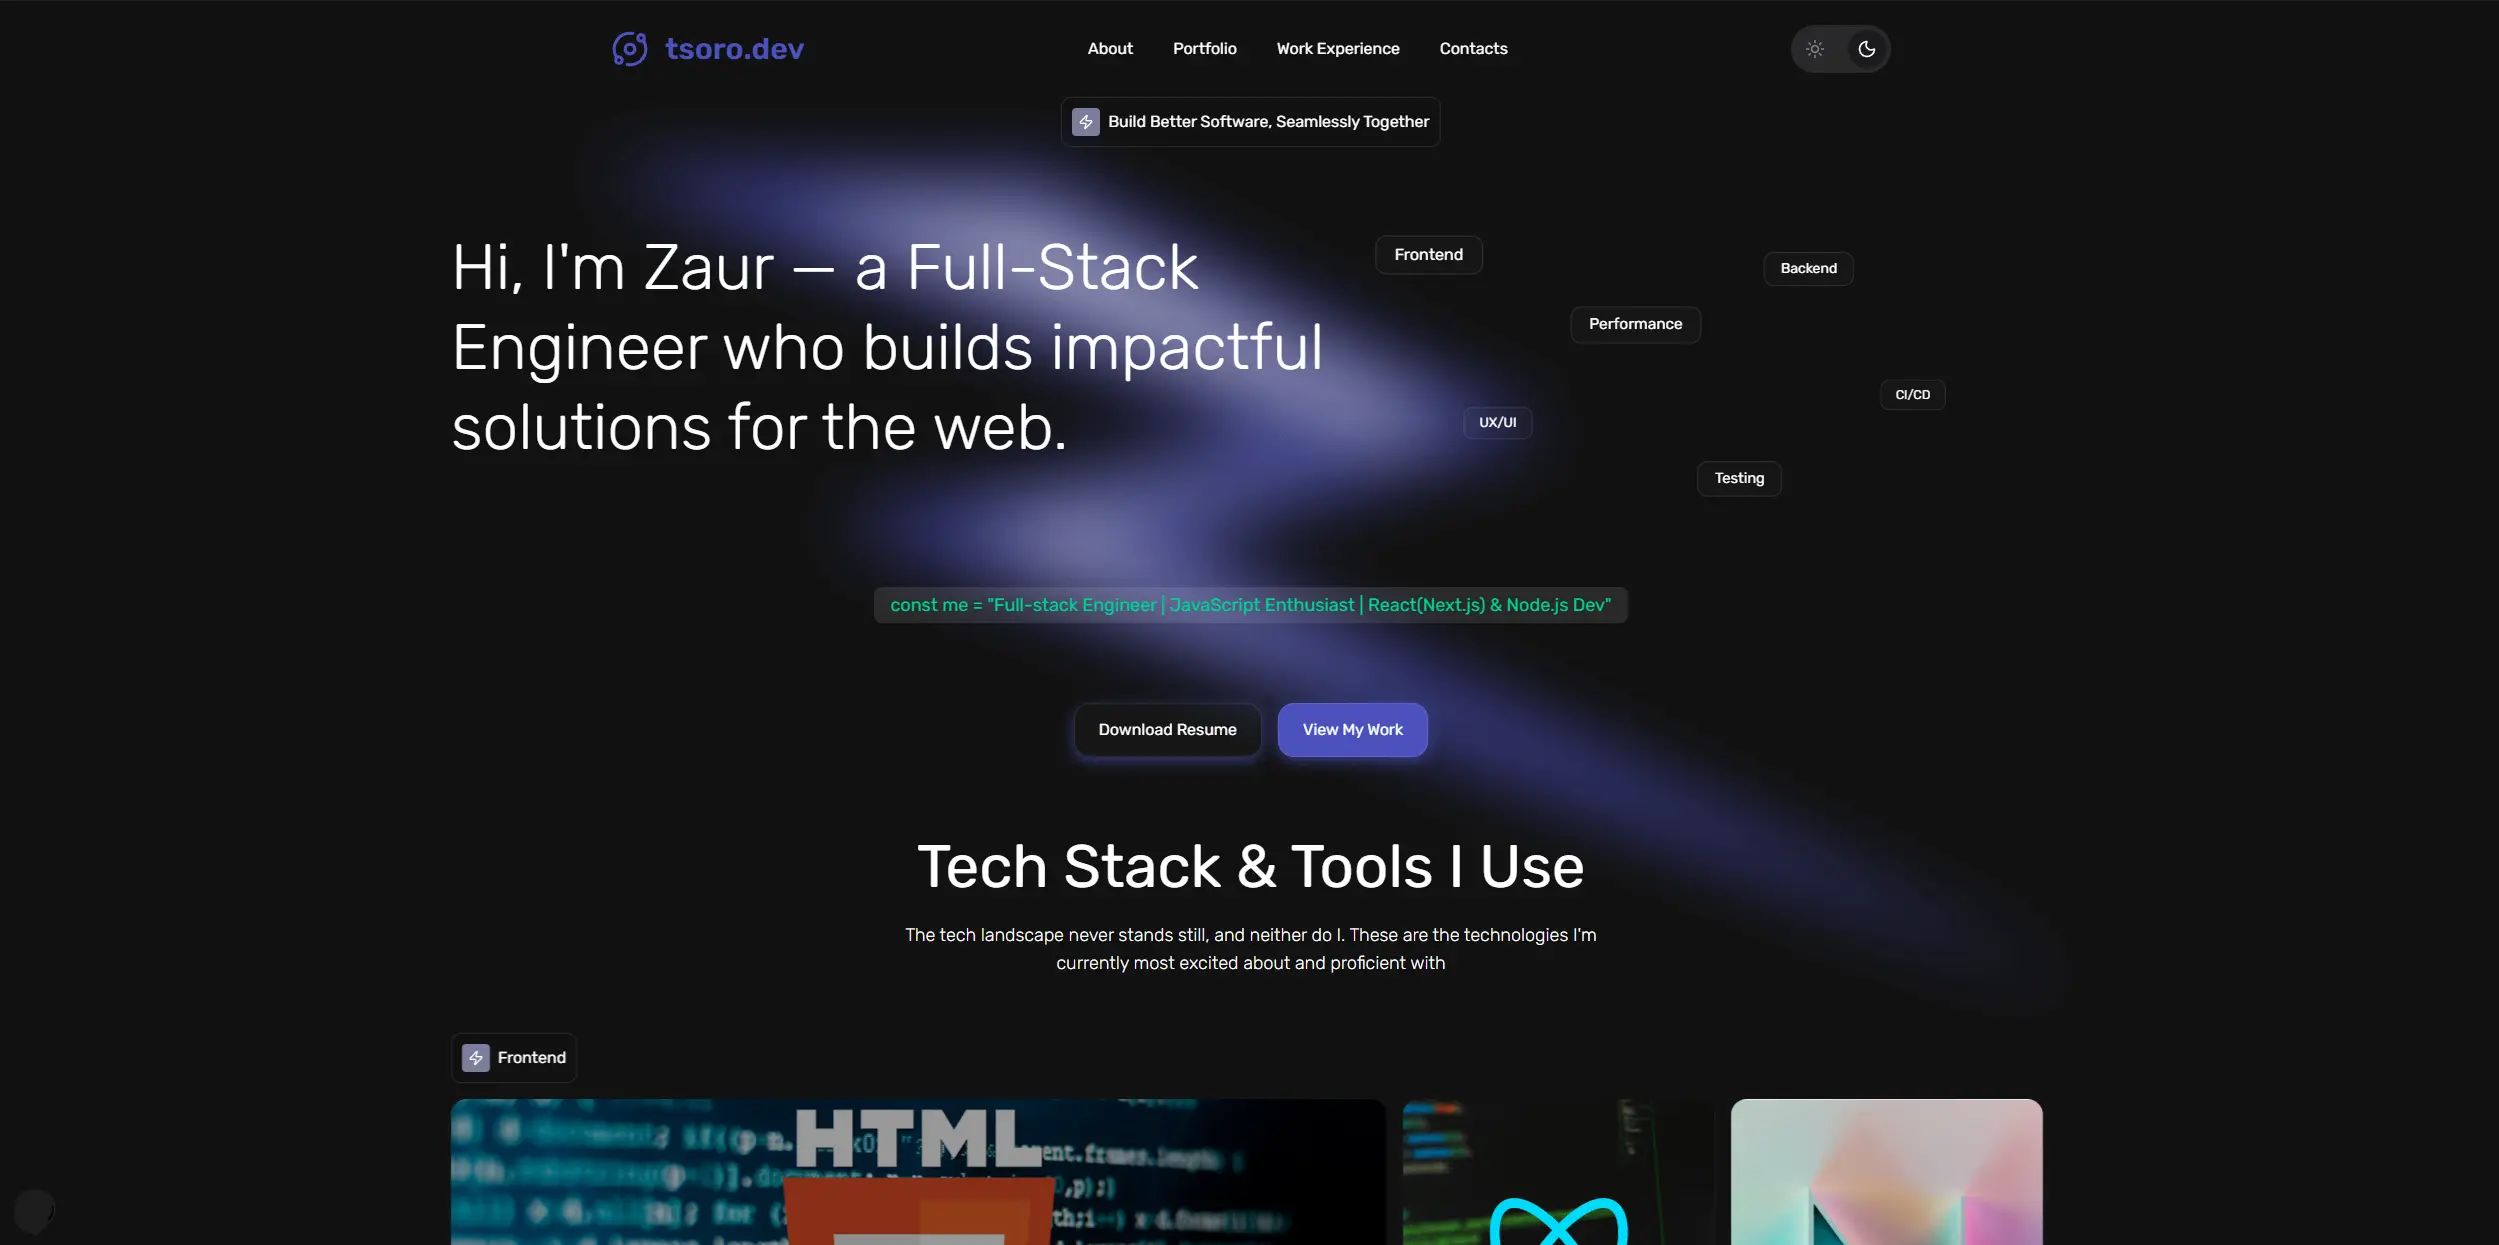 tsoro.dev
About
Portfolio
Work Experience
Contacts
Build Better Software, Seamlessly Together
Hi, I'm Zaur — a Full-Stack
Engineer who builds impactful
solutions for the web.
Frontend
Backend
Performance
CI/CD
UX/UI
Testing
const me = "Full-stack Engineer | JavaScript Enthusiast | React(Next.js) & Node.js Dev"
Download Resume
View My Work
Tech Stack & Tools I Use
The tech landscape never stands still, and neither do I. These are the technologies I'm
currently most excited about and proficient with
Frontend
HTML